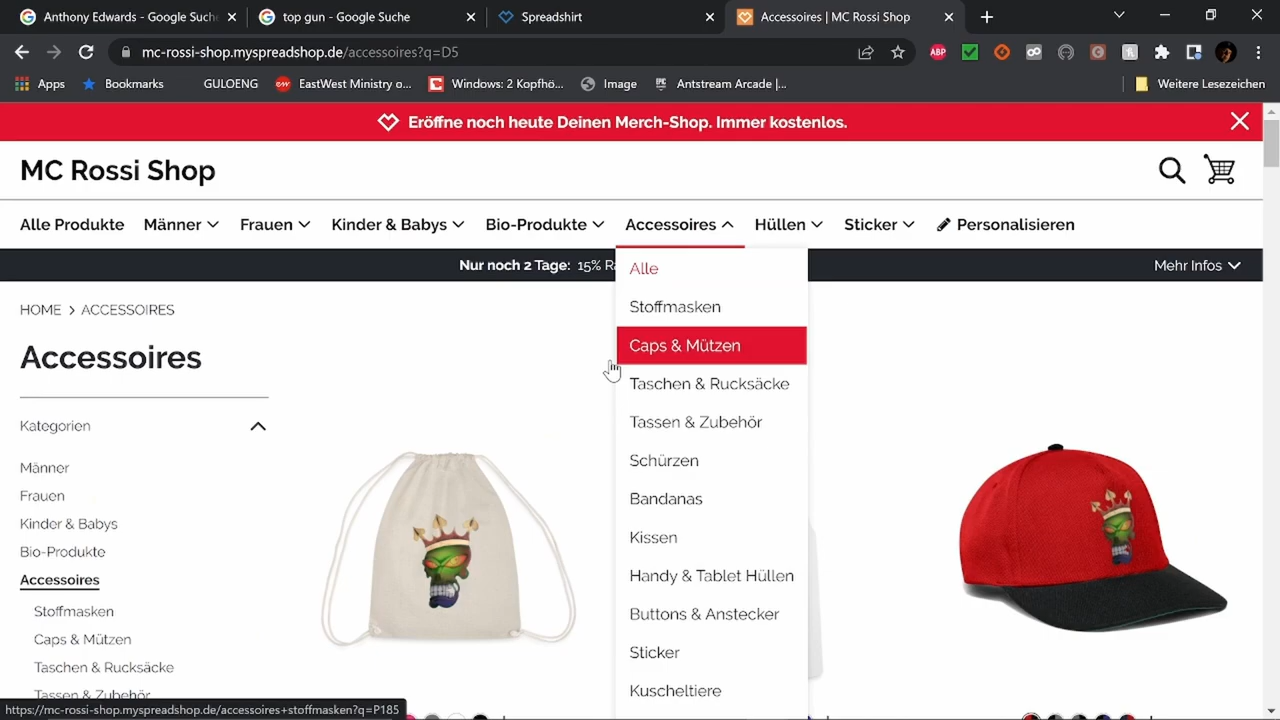 Anthony Edwards - Google Suche
top gun - Google Suche
Spreadshirt
Accessoires | MC Rossi Shop
mc-rossi-shop.myspreadshop.de/accessoires?q=D5
ABP
Apps
Bookmarks
GULOENG
EastWest Ministry o...
Windows: 2 Kopfhö...
Image
Antstream Arcade |...
Weitere Lesezeichen
Eröffne noch heute Deinen Merch-Shop. Immer kostenlos.
MC Rossi Shop
Alle Produkte
Männer
Frauen
Kinder & Babys
Bio-Produkte
Accessoires
Hüllen
Sticker
Personalisieren
Nur noch 2 Tage: 15%
Mehr Infos
HOME > ACCESSOIRES
Accessoires
Kategorien
Männer
Frauen
Kinder & Babys
Bio-Produkte
Accessoires
Stoffmasken
Caps & Mützen
Taschen & Rucksäcke
Tassen & Zubehör
Alle
Stoffmasken
Caps & Mützen
Taschen & Rucksäcke
Tassen & Zubehör
Schürzen
Bandanas
Kissen
Handy & Tablet Hüllen
Buttons & Anstecker
Sticker
Kuscheltiere
https://mc-rossi-shop.myspreadshop.de/accessoires+stoffmasken?q=P185